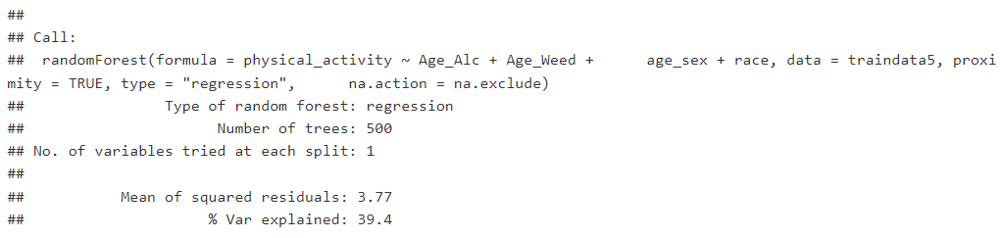 ##
## Call:
##  randomForest(formula = physical_activity ~ Age_Alc + Age_Weed +      age_sex + race, data = traindata5, proxi
mity = TRUE, type = "regression",      na.action = na.exclude)
##                Type of random forest: regression
##                      Number of trees: 500
## No. of variables tried at each split: 1
##
##           Mean of squared residuals: 3.77
##                     % Var explained: 39.4